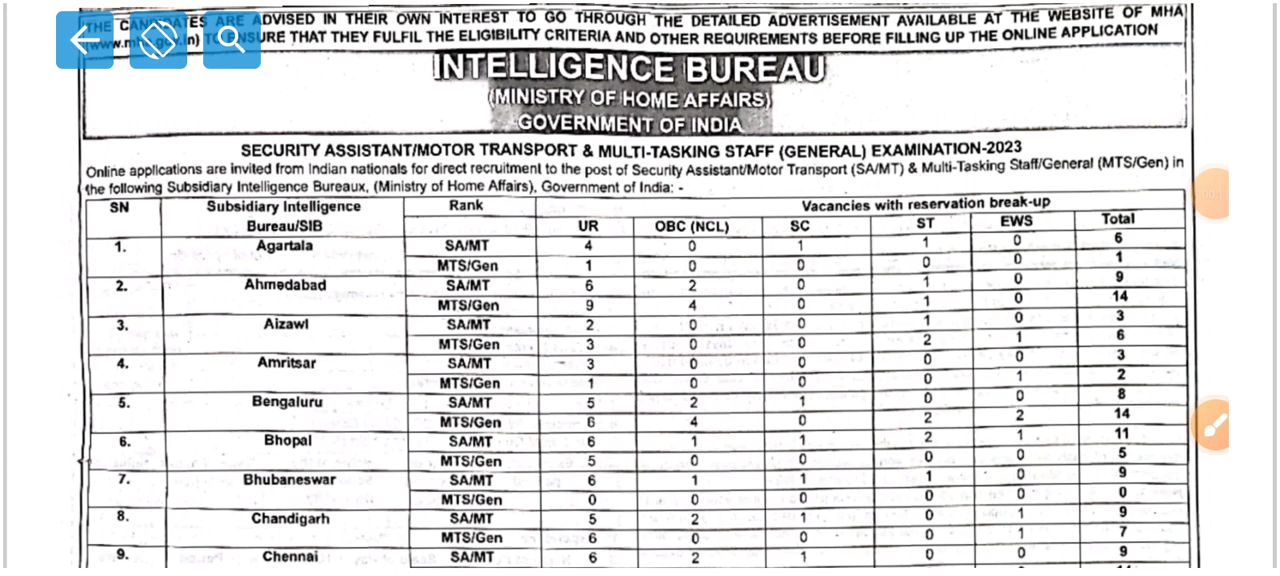 THE CANDIDATES ARE ADVISED IN THEIR OWN INTEREST TO GO THROUGH THE DETAILED ADVERTISEMENT AVAILABLE AT THE WEBSITE OF MHA
(www.mha.gov.in) TO ENSURE THAT THEY FULFIL THE ELIGIBILITY CRITERIA AND OTHER REQUIREMENTS BEFORE FILLING UP THE ONLINE APPLICATION
INTELLIGENCE BUREAU
(MINISTRY OF HOME AFFAIRS)
GOVERNMENT OF INDIA
SECURITY ASSISTANT/MOTOR TRANSPORT & MULTI-TASKING STAFF (GENERAL) EXAMINATION-2023
Online applications are invited from Indian nationals for direct recruitment to the post of Security Assistant/Motor Transport (SA/MT) & Multi-Tasking Staff/General (MTS/Gen) in
the following Subsidiary Intelligence Bureaux, (Ministry of Home Affairs), Government of India: -
SN Subsidiary Intelligence Rank Vacancies with reservation break-up
Bureau/SIB UR OBC (NCL) SC ST EWS Total
1. Agartala SA/MT 4 0 1 1 0 6
MTS/Gen 1 0 0 0 0 1
2. Ahmedabad SA/MT 6 2 0 1 0 9
MTS/Gen 9 4 0 1 0 14
3. Aizawl SA/MT 2 0 0 1 0 3
MTS/Gen 3 0 0 2 1 6
4. Amritsar SA/MT 3 0 0 0 0 3
MTS/Gen 1 0 0 0 1 2
5. Bengaluru SA/MT 5 2 1 0 0 8
MTS/Gen 6 4 0 2 2 14
6. Bhopal SA/MT 6 1 1 2 1 11
MTS/Gen 5 0 0 0 0 5
7. Bhubaneswar SA/MT 6 1 1 1 0 9
MTS/Gen 0 0 0 0 0 0
8. Chandigarh SA/MT 5 2 1 0 1 9
MTS/Gen 6 0 0 0 1 7
9. Chennai SA/MT 6 2 1 0 0 9